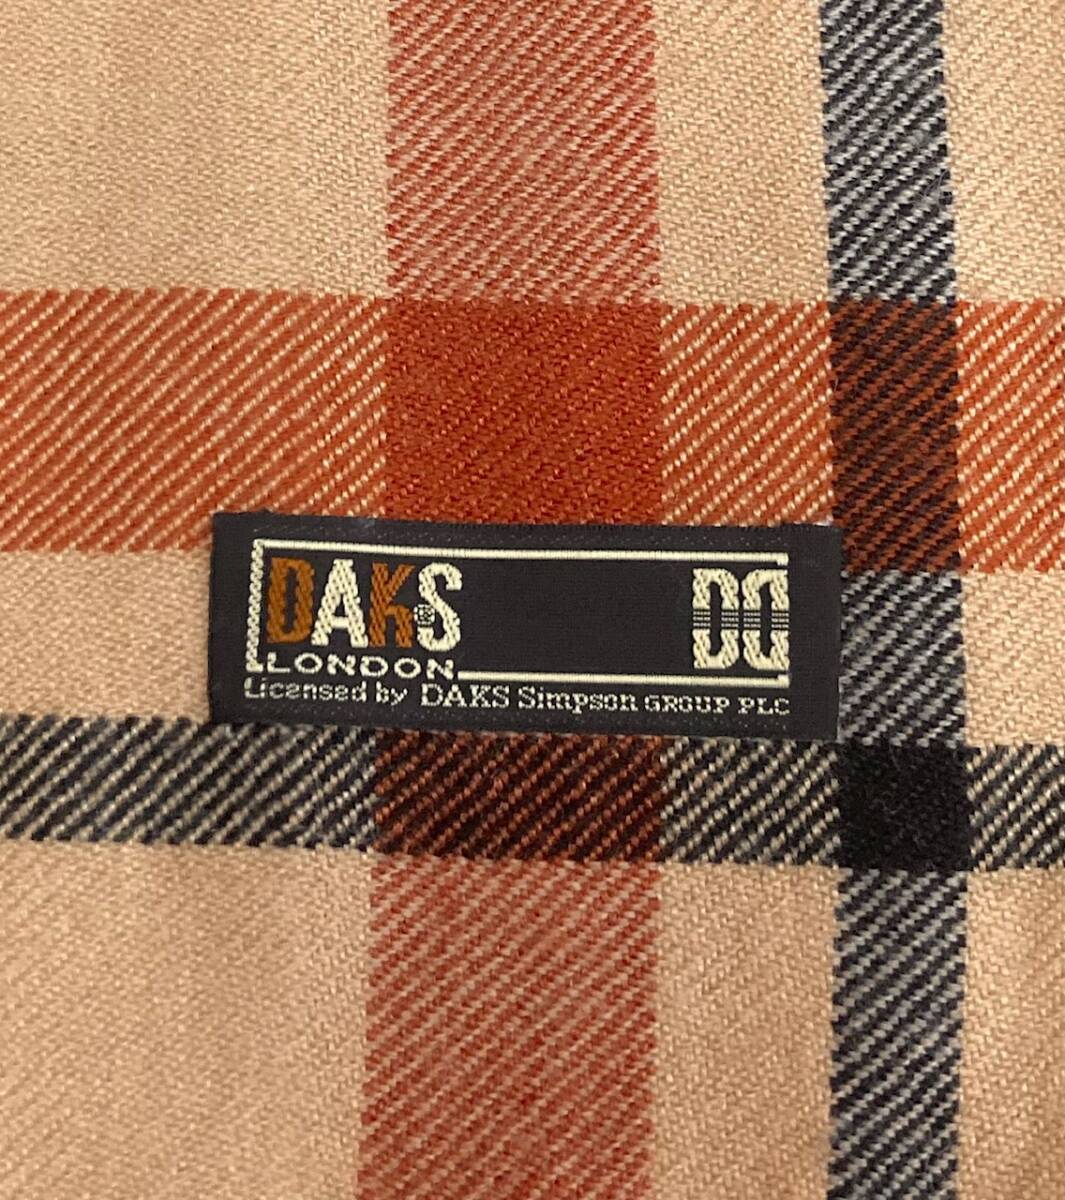 DAKS DD
LONDON
Licensed by DAKS Simpson GROUP PLC